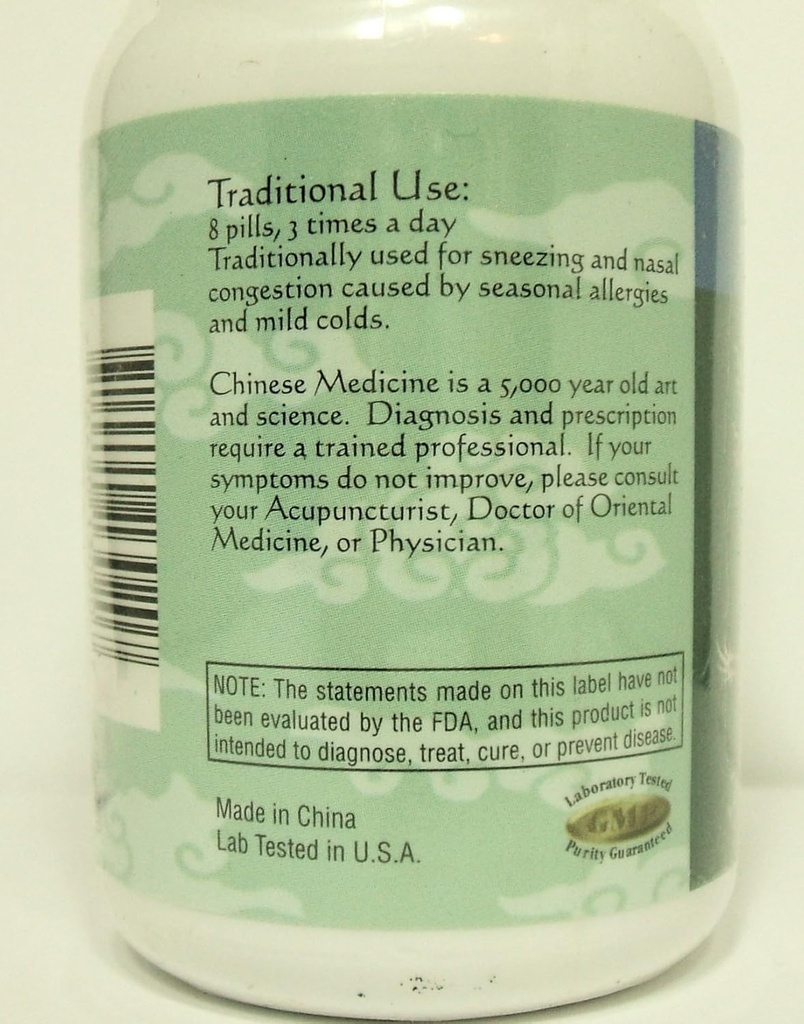 Traditional Use:
8 pills, 3 times a day
Traditionally used for sneezing and nasal
congestion caused by seasonal allergies
and mild colds.
Chinese Medicine is a 5,000 year old art
and science. Diagnosis and prescription
require a trained professional. If your
symptoms do not improve, please consult
your Acupuncturist, Doctor of Oriental
Medicine, or Physician.
NOTE: The statements made on this label have not
been evaluated by the FDA, and this product is not
intended to diagnose, treat, cure, or prevent disease.
Made in China
Lab Tested in U.S.A.
Laboratory Tested
GMP
Purity Guaranteed